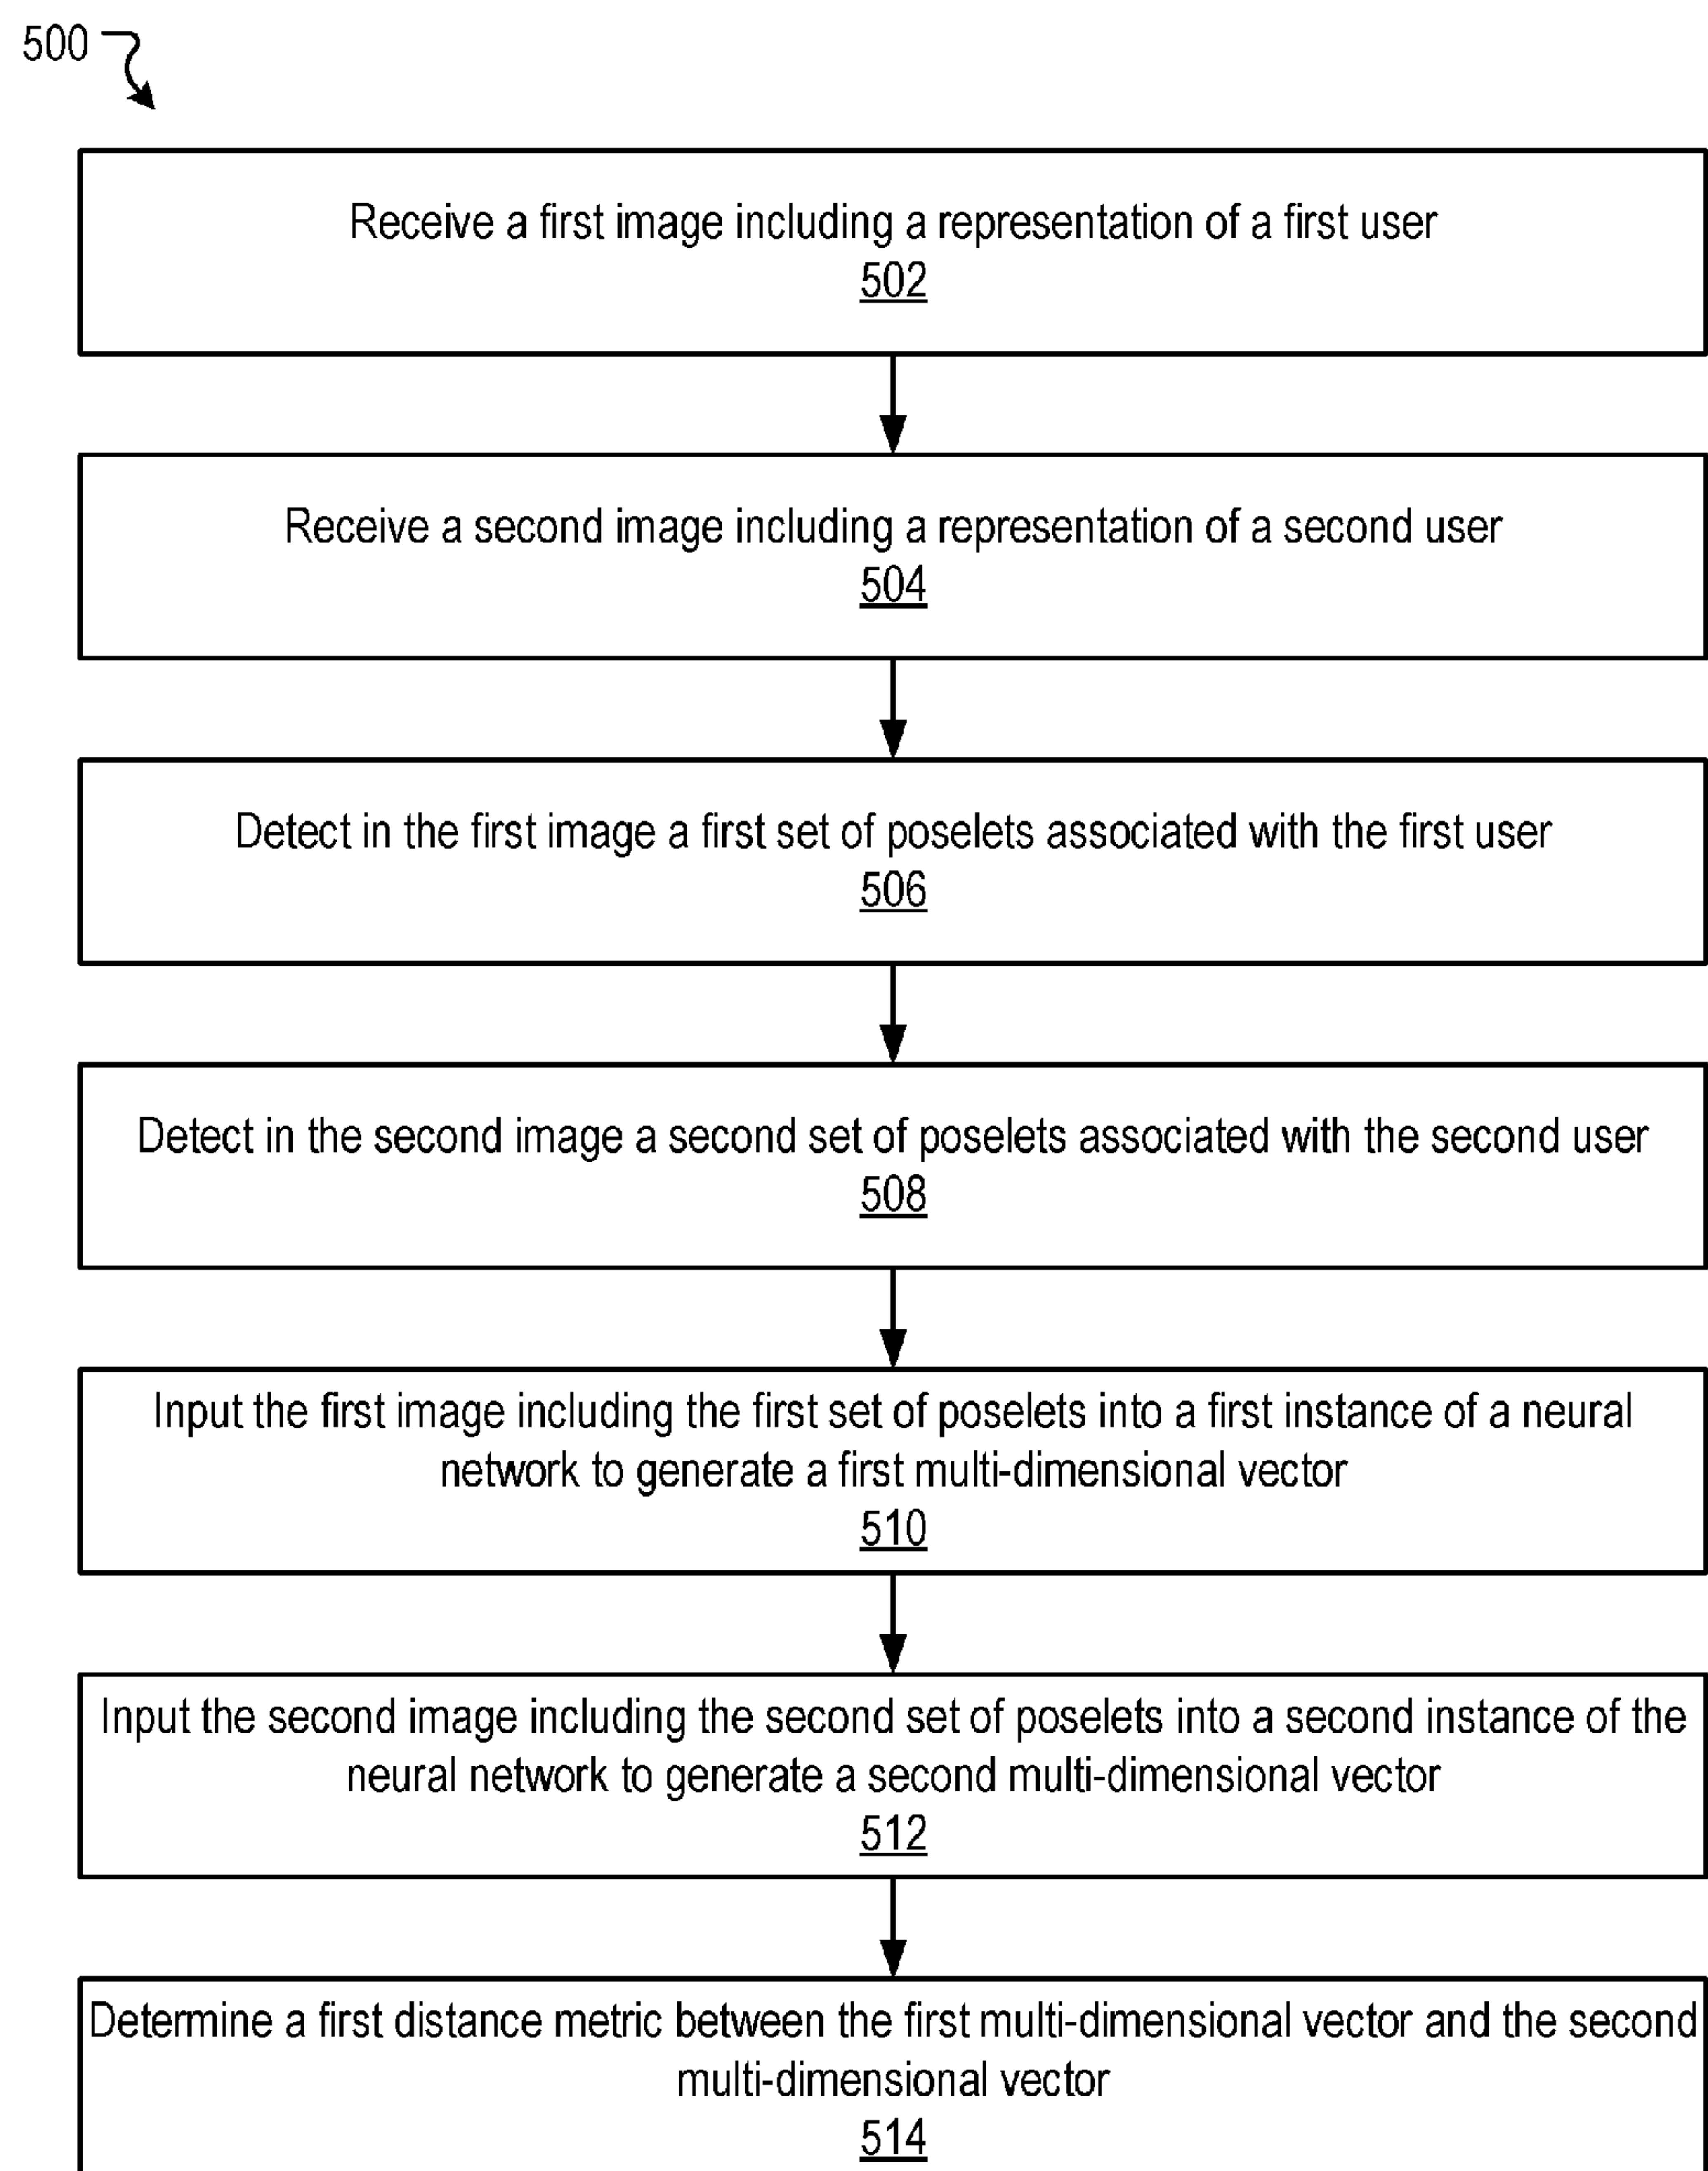 500
Receive a first image including a representation of a first user
502
Receive a second image including a representation of a second user
504
Detect in the first image a first set of poselets associated with the first user
506
Detect in the second image a second set of poselets associated with the second user
508
Input the first image including the first set of poselets into a first instance of a neural
network to generate a first multi-dimensional vector
510
Input the second image including the second set of poselets into a second instance of the
neural network to generate a second multi-dimensional vector
512
Determine a first distance metric between the first multi-dimensional vector and the second
multi-dimensional vector
514